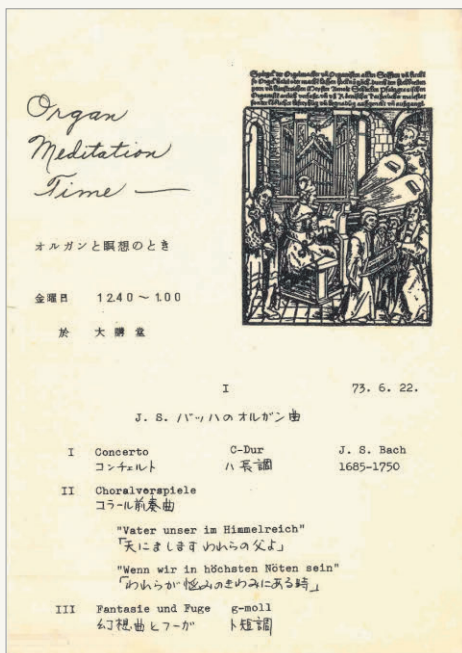 Organ
Meditation
Time —
オルガンと瞑想のとき
金曜日 12.40～1.00
於 大講堂
I 73. 6. 22.
J. S. バッハのオルガン曲
I Concerto C-Dur J. S. Bach
コンチェルト ハ長調 1685-1750
II Choralverspiele
コラール前奏曲
"Vater unser im Himmelreich"
「天にましますわれらの父よ」
"Wenn wir in höchsten Nöten sein"
「われらが悩みのきわみにある時」
III Fantasie und Fuge g-moll
幻想曲とフーガ ト短調